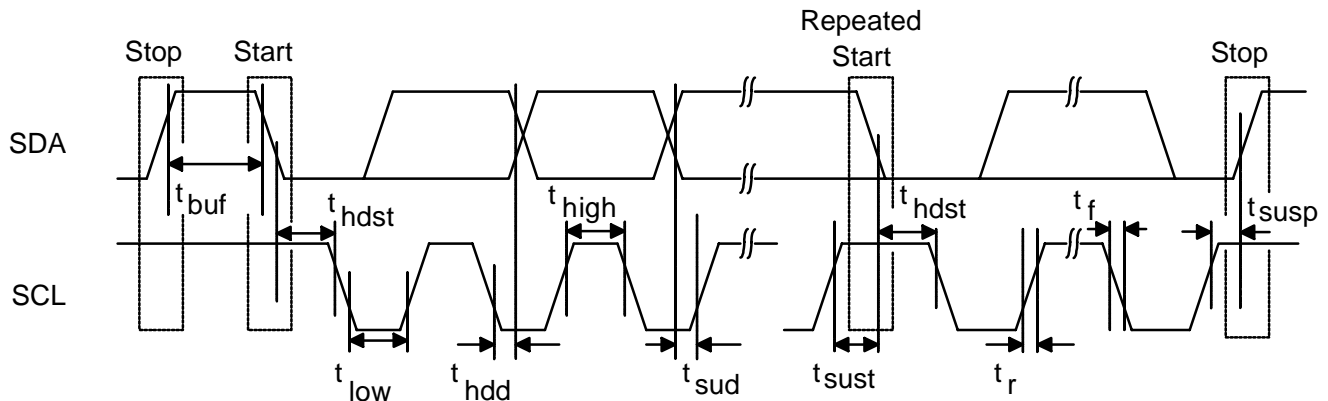 Repeated
Stop
Start
Start
Stop
SDA
t buf
t hdst
t high
t hdst
t f
t susp
SCL
t low
t hdd
t sud
t sust
t r